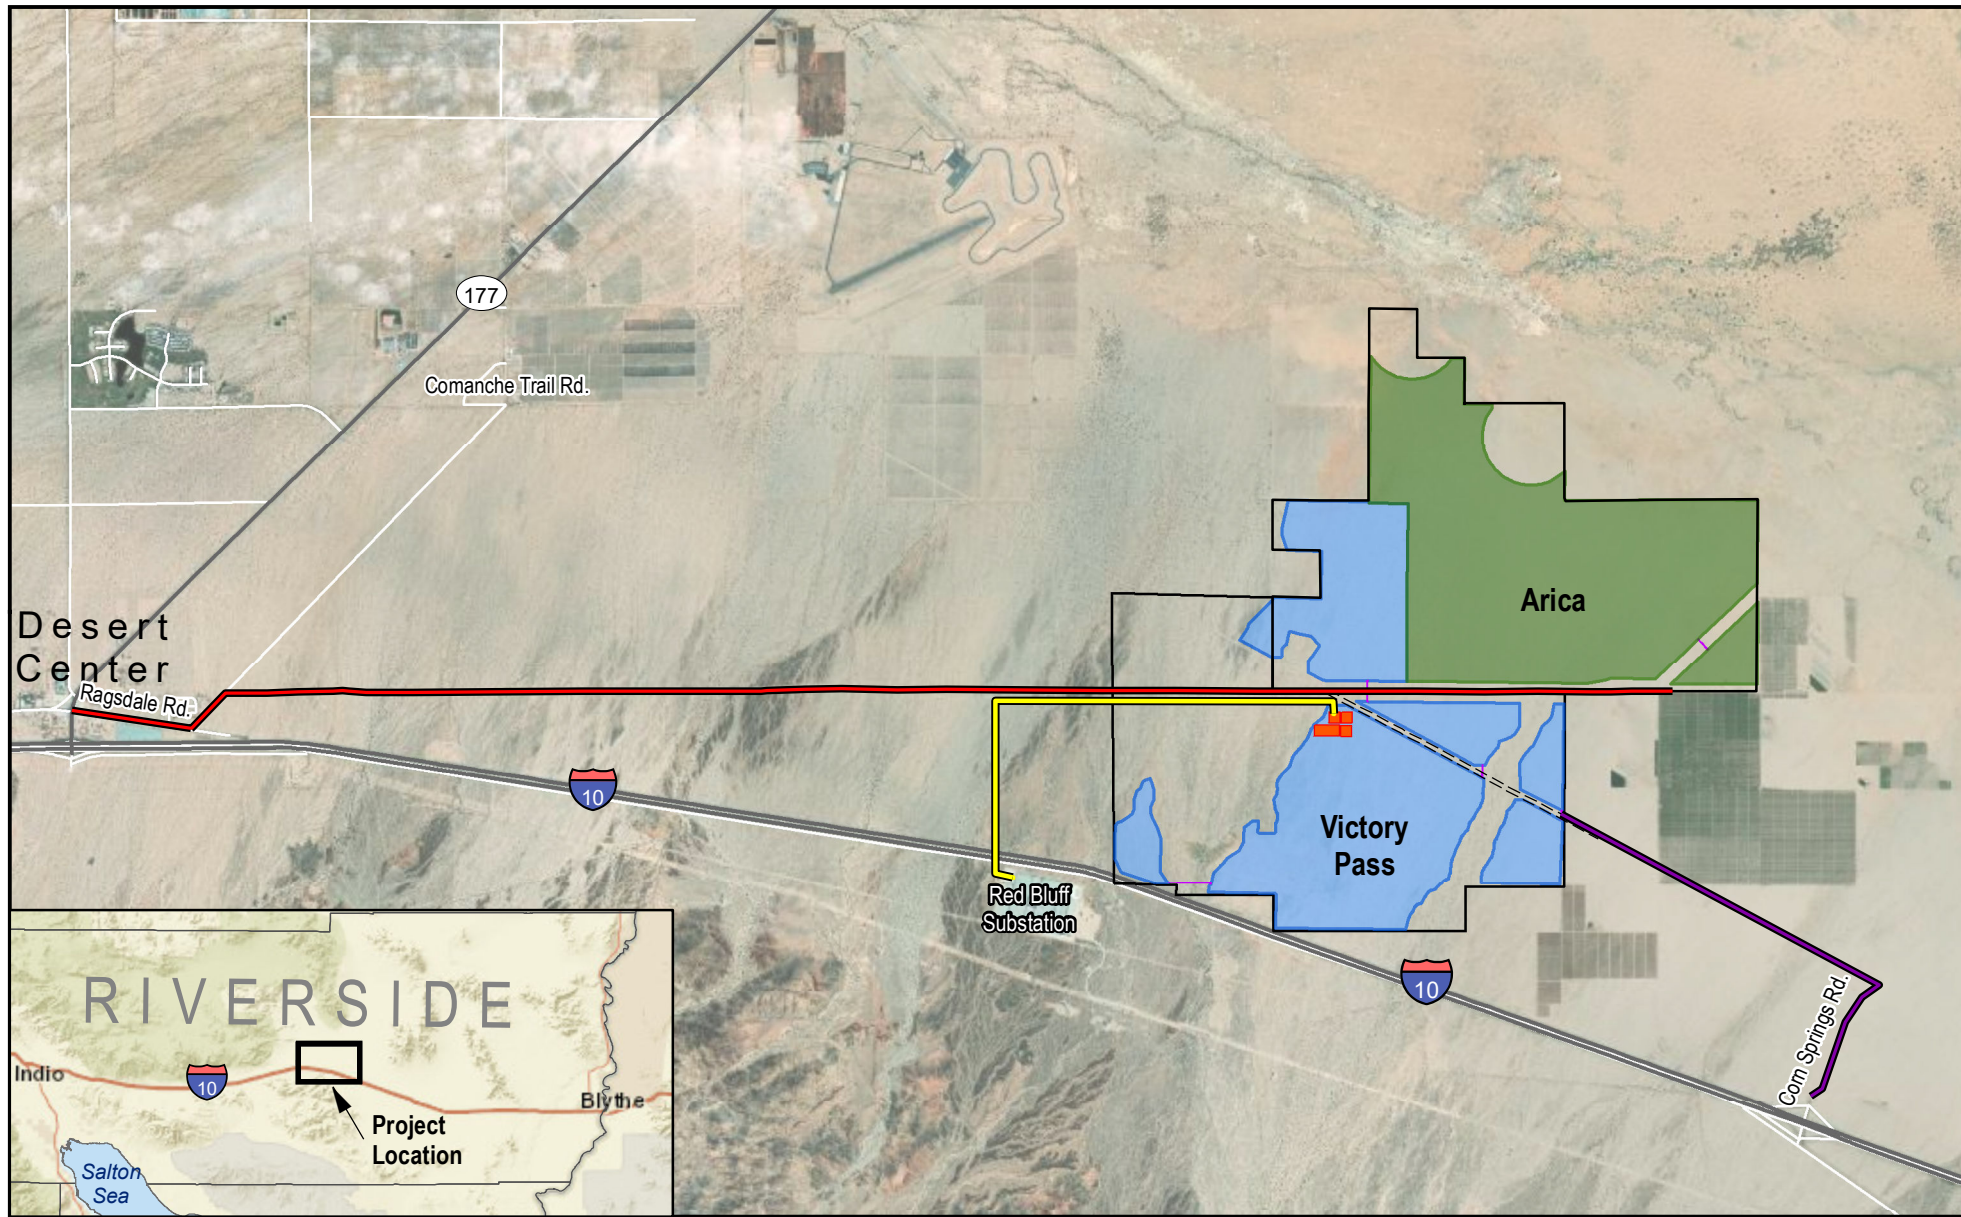 177
Comanche Trail Rd.
Arica
Desert
Center
Ragsdale Rd.
10
Victory
Pass
Red Bluff
Substation
10
Corn Springs Rd.
RIVERSIDE
Indio
10
Blythe
Project
Location
Salton
Sea